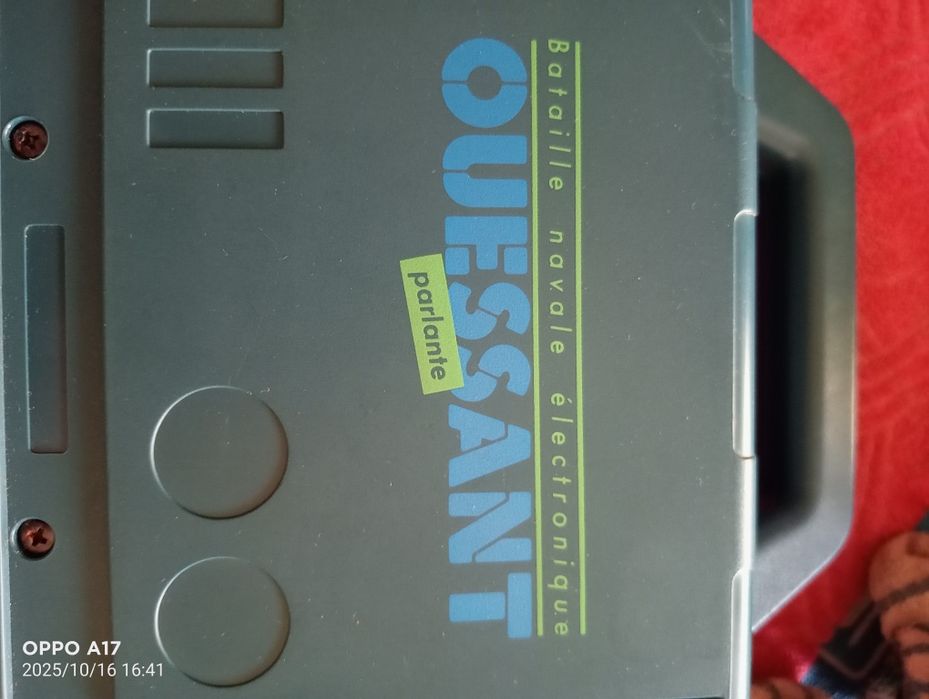 Bataille navale électronique
OUESSANT
parlante
OPPO A17
2025/10/16 16:41